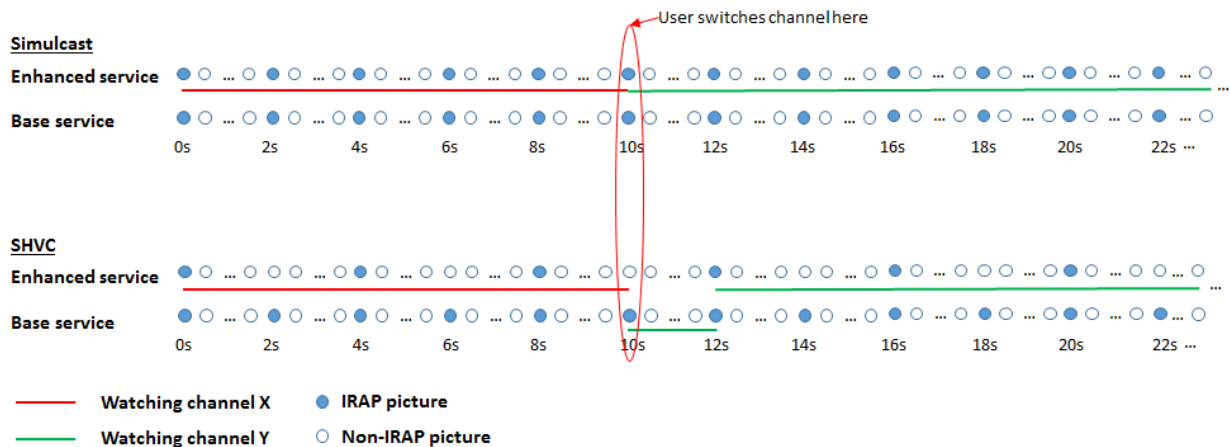 User switches channel here
Simulcast
Enhanced service ... ... ... ... ... ... ... ... ... ... ... ... ...
Base service ... ... ... ... ... ... ... ... ... ... ... ...
0s 2s 4s 6s 8s 10s 12s 14s 16s 18s 20s 22s ...
SHVC
Enhanced service ... ... ... ... ... ... ... ... ... ... ... ... ...
Base service ... ... ... ... ... ... ... ... ... ... ... ...
0s 2s 4s 6s 8s 10s 12s 14s 16s 18s 20s 22s ...
Watching channel X IRAP picture
Watching channel Y Non-IRAP picture